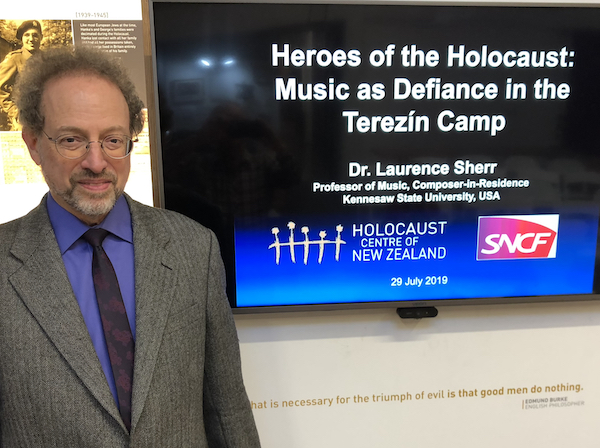 [1939-1945]
Heroes of the Holocaust:
Music as Defiance in the
Terezín Camp
Dr. Laurence Sherr
Professor of Music, Composer-in-Residence
Kennesaw State University, USA
HOLOCAUST
CENTRE OF
NEW ZEALAND
SNCF
29 July 2019
hat is necessary for the triumph of evil is that good men do nothing.
EDMUND BURKE
ENGLISH PHILOSOPHER